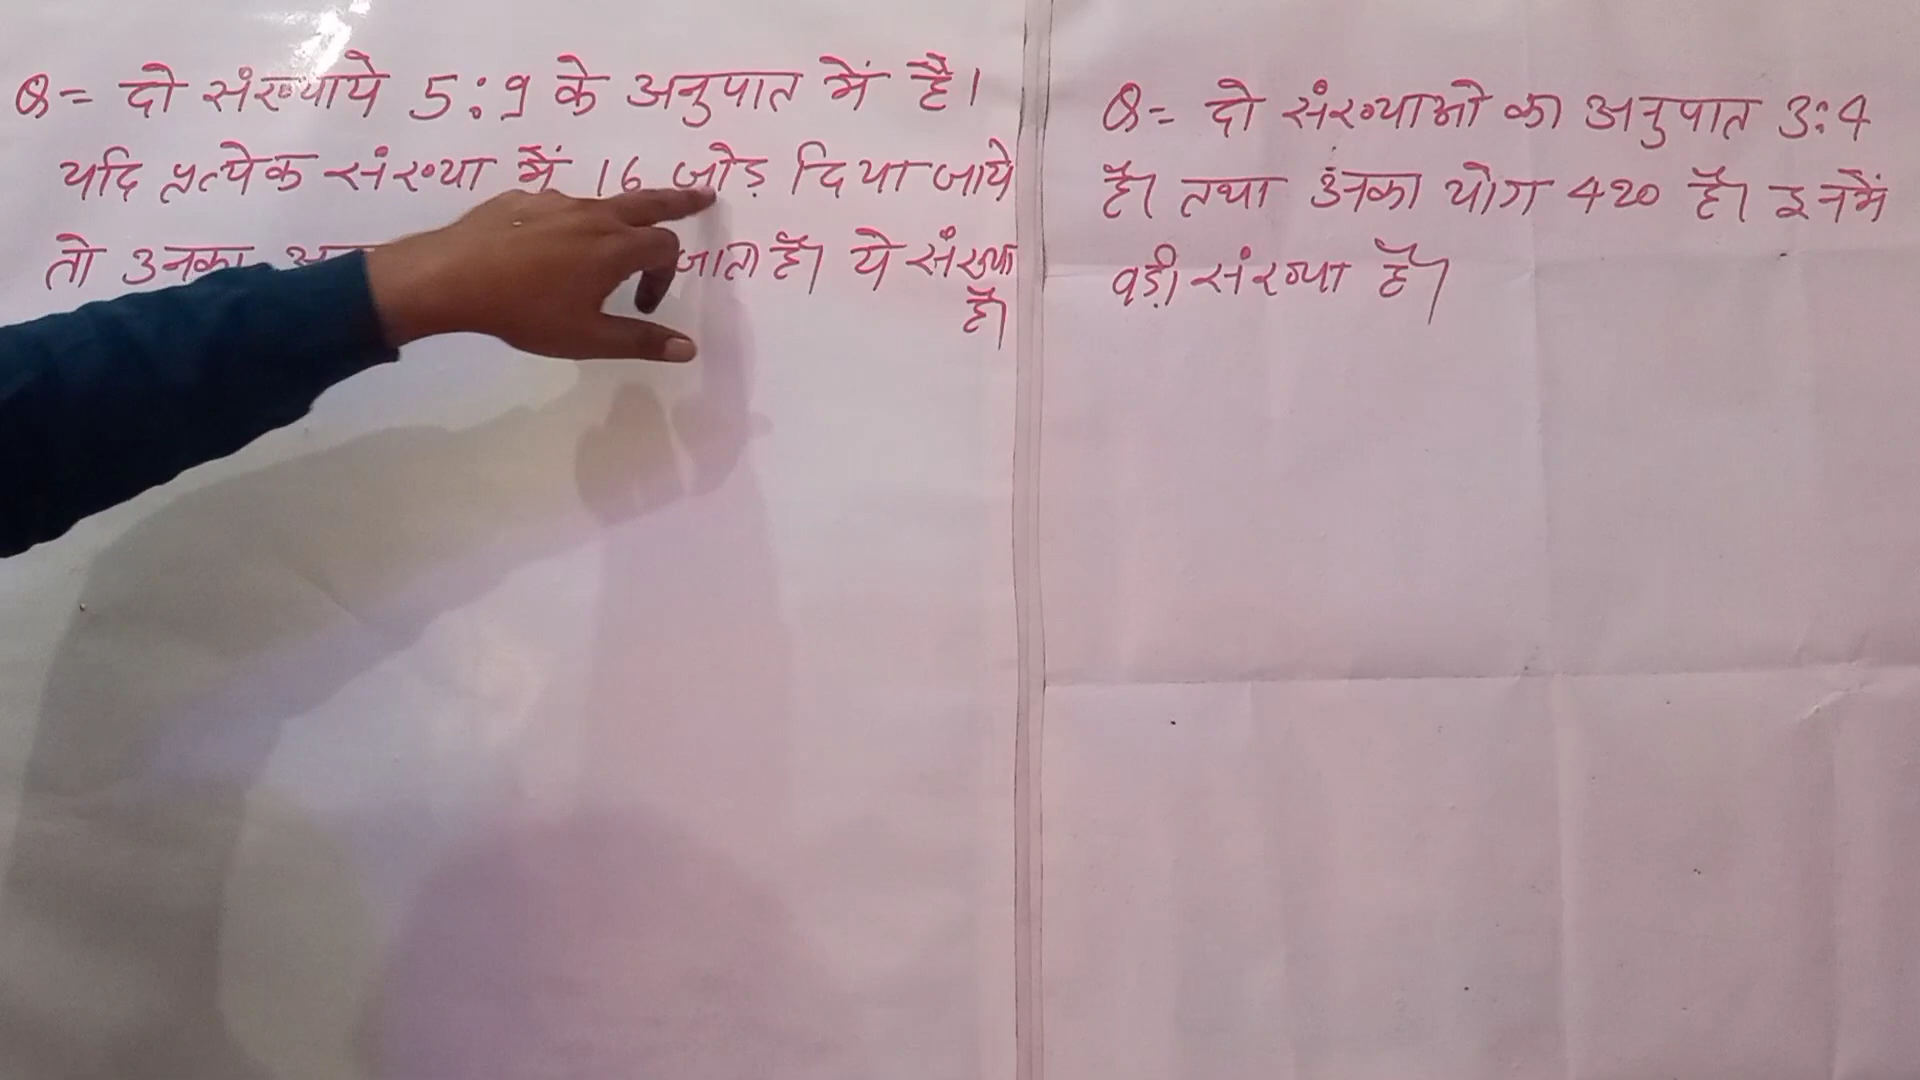 Q= दो संख्याये 5:9 के अनुपात में है।
यदि प्रत्येक संख्या में 16 जोड़ दिया जाये
तो उनका जाता है। ये संख्या
है।
Q= दो संख्याओ का अनुपात 3:4
है। तथा उनका योग 420 है। इनमें
बड़ी संख्या है।